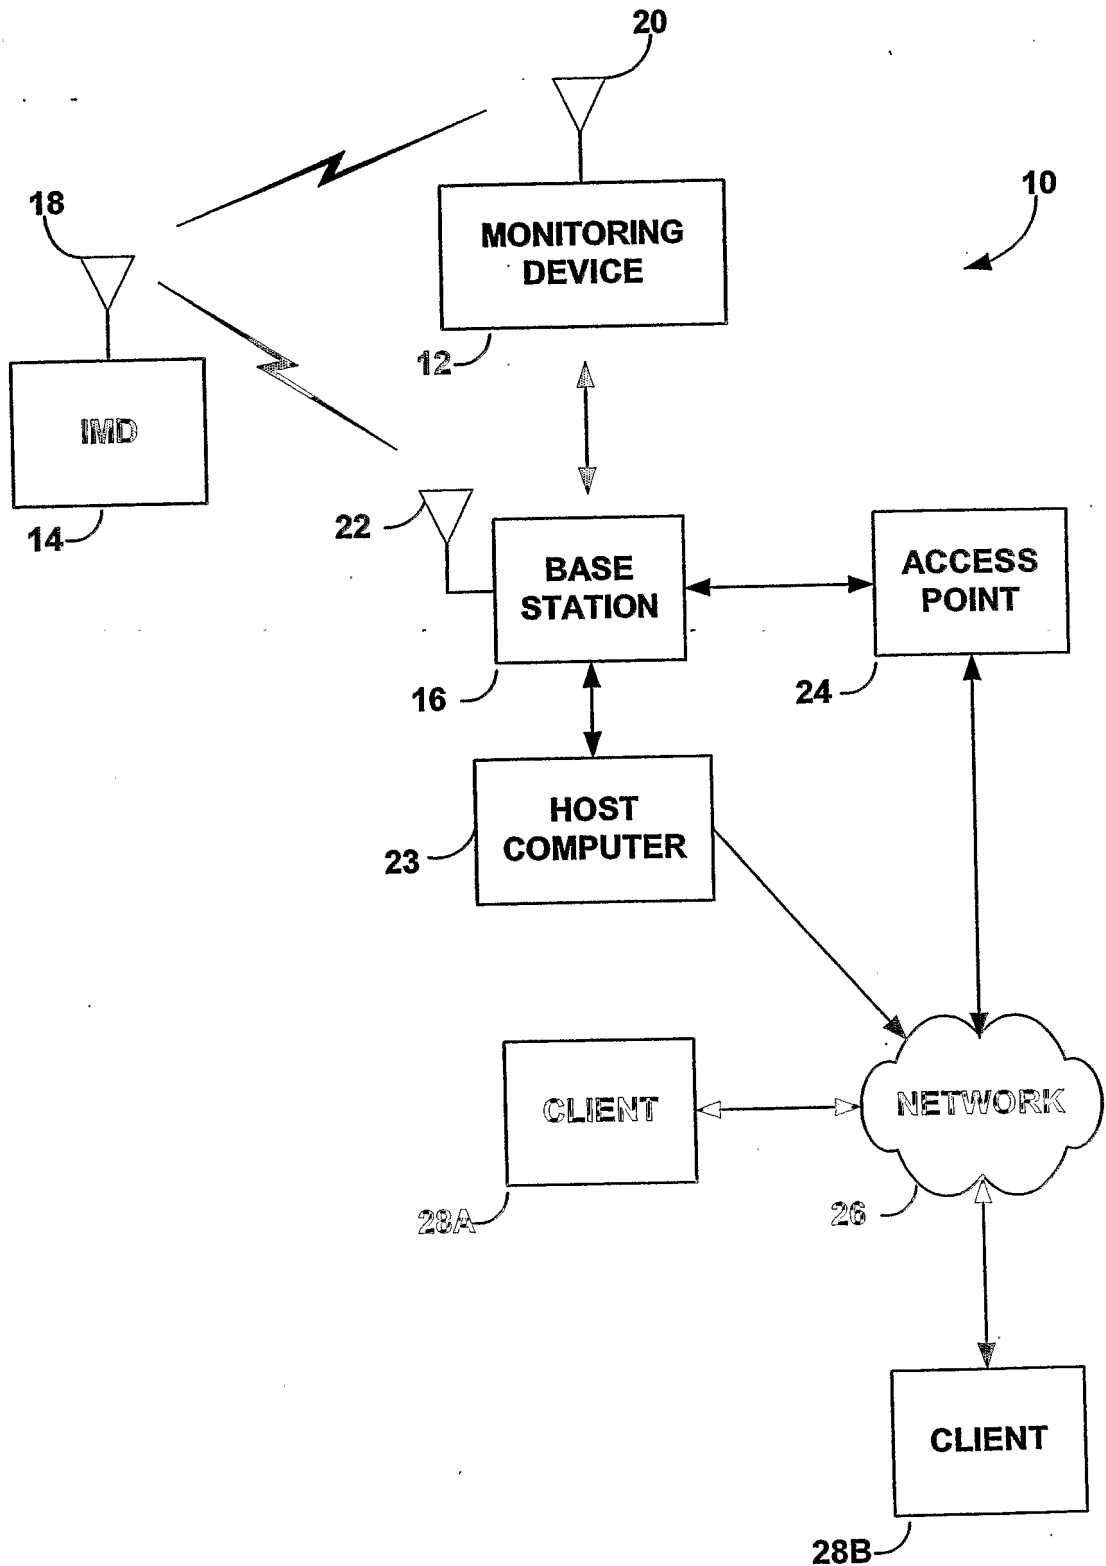 20
18
10
MONITORING
DEVICE
12
IMD
14
22
BASE
STATION
ACCESS
POINT
16
24
HOST
COMPUTER
23
CLIENT
NETWORK
28A
26
CLIENT
28B